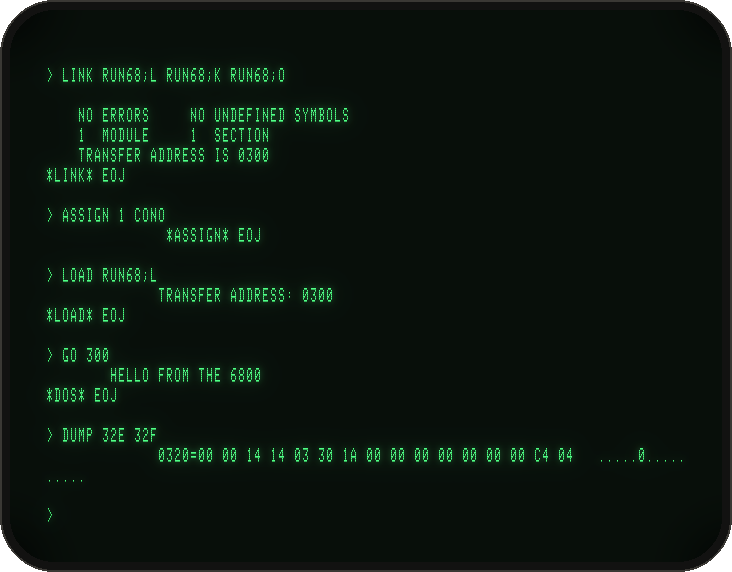 > LINK RUN68;L RUN68;K RUN68;O
NO ERRORS     NO UNDEFINED SYMBOLS
1  MODULE     1  SECTION
TRANSFER ADDRESS IS 0300
*LINK* EOJ
> ASSIGN 1 CONO
*ASSIGN* EOJ
> LOAD RUN68;L
TRANSFER ADDRESS: 0300
*LOAD* EOJ
> GO 300
HELLO FROM THE 6800
*DOS* EOJ
> DUMP 32E 32F
0320=00 00 14 14 03 30 1A 00 00 00 00 00 00 00 C4 04   .....0.....
.....
>